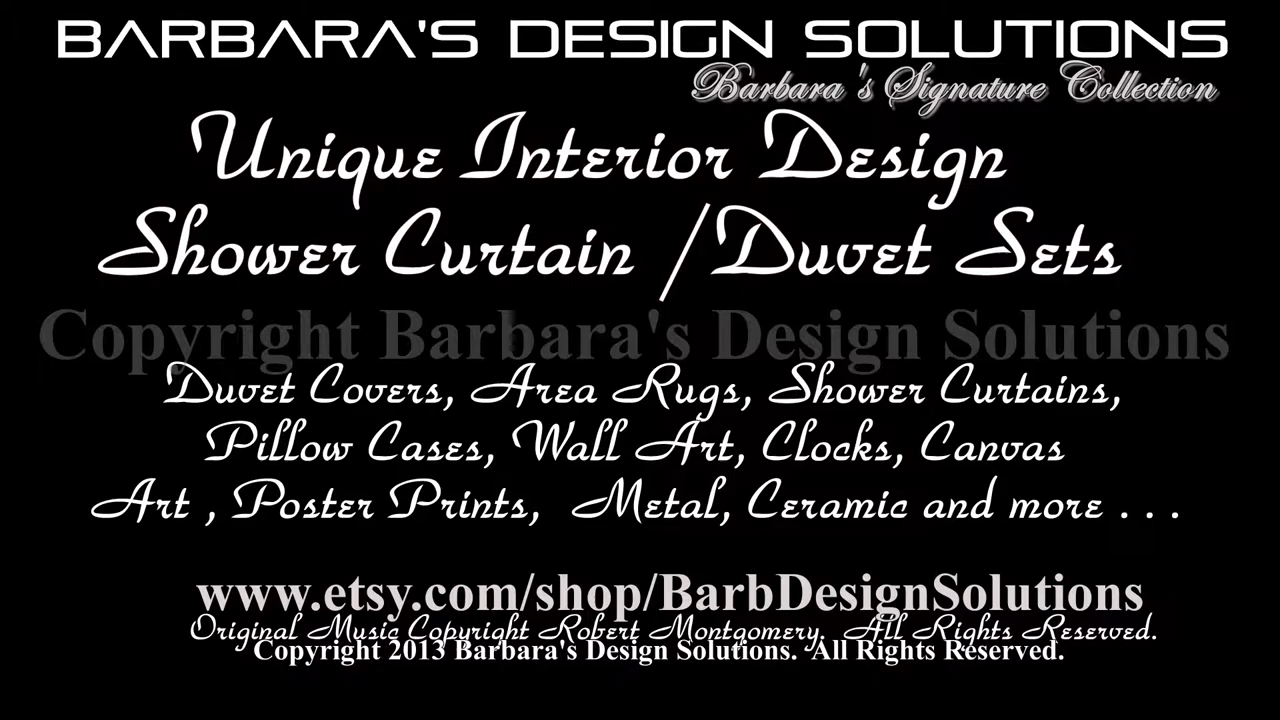 BARBARA'S DESIGN SOLUTIONS
Barbara's Signature Collection
Unique Interior Design
Shower Curtain /Duvet Sets
Copyright Barbara's Design Solutions
Duvet Covers, Area Rugs, Shower Curtains,
Pillow Cases, Wall Art, Clocks, Canvas
Art , Poster Prints, Metal, Ceramic and more . . .
www.etsy.com/shop/BarbDesignSolutions
Original Music Copyright Robert Montgomery. All Rights Reserved.
Copyright 2013 Barbara's Design Solutions. All Rights Reserved.